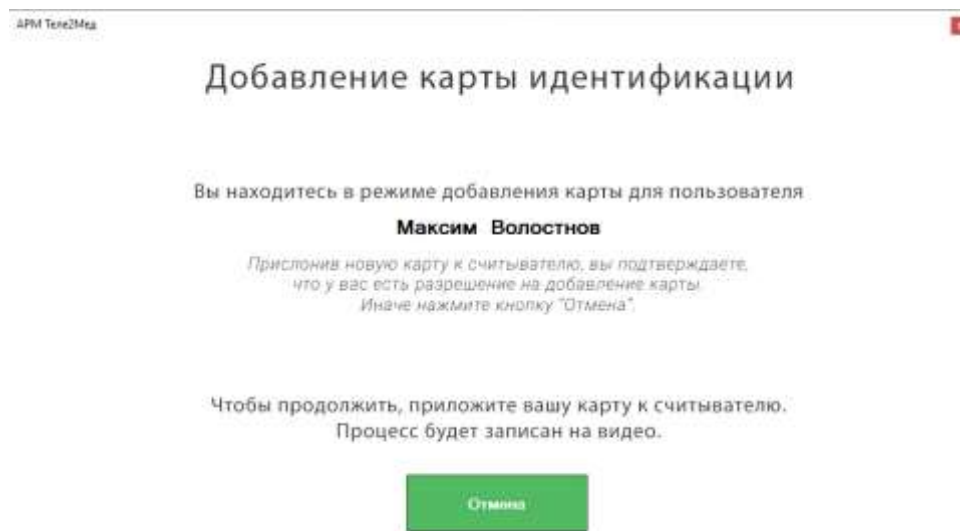 АРМ Теле2Мед
Добавление карты идентификации
Вы находитесь в режиме добавления карты для пользователя
Максим Волостнов
Прислонив новую карту к считывателю, вы подтверждаете,
что у вас есть разрешение на добавление карты.
Иначе нажмите кнопку "Отмена".
Чтобы продолжить, приложите вашу карту к считывателю.
Процесс будет записан на видео.
Отмена